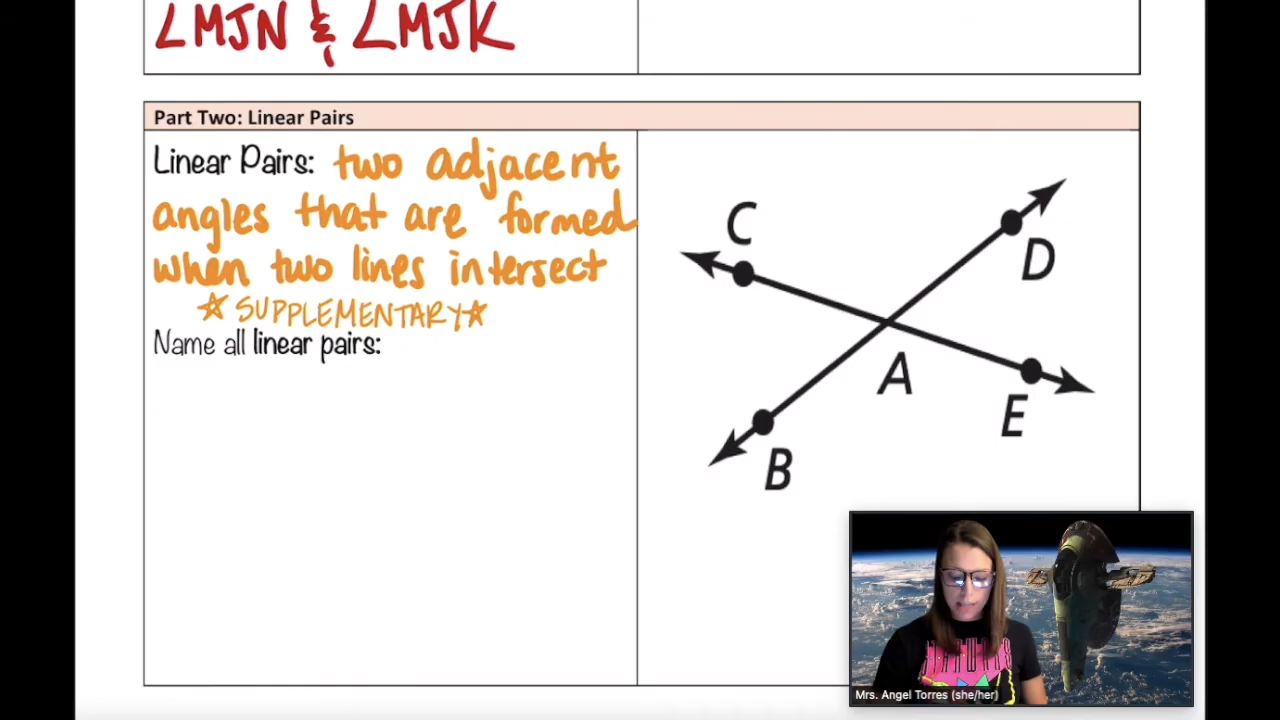 ∠MJN & ∠MJK
Part Two: Linear Pairs
Linear Pairs: two adjacent
angles that are formed
when two lines intersect
☆ SUPPLEMENTARY ☆
Name all linear pairs:
C
D
A
E
B
Mrs. Angel Torres (she/her)